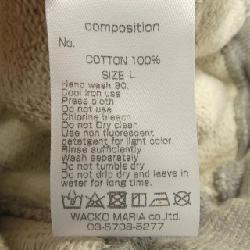 composition
No.
COTTON 100%
SIZE L
Hand wash 30.
Cool iron use
Press cloth
Do not use
Chlorine bleach
Do not Dry clean
Use non fluorescent
detergent for light color.
Rinse sufficiently
Wash separately
Do not tumble dry
Do not drip dry and leave in
water for long time
WACKO MARIA co.,ltd.
03-5708-5277